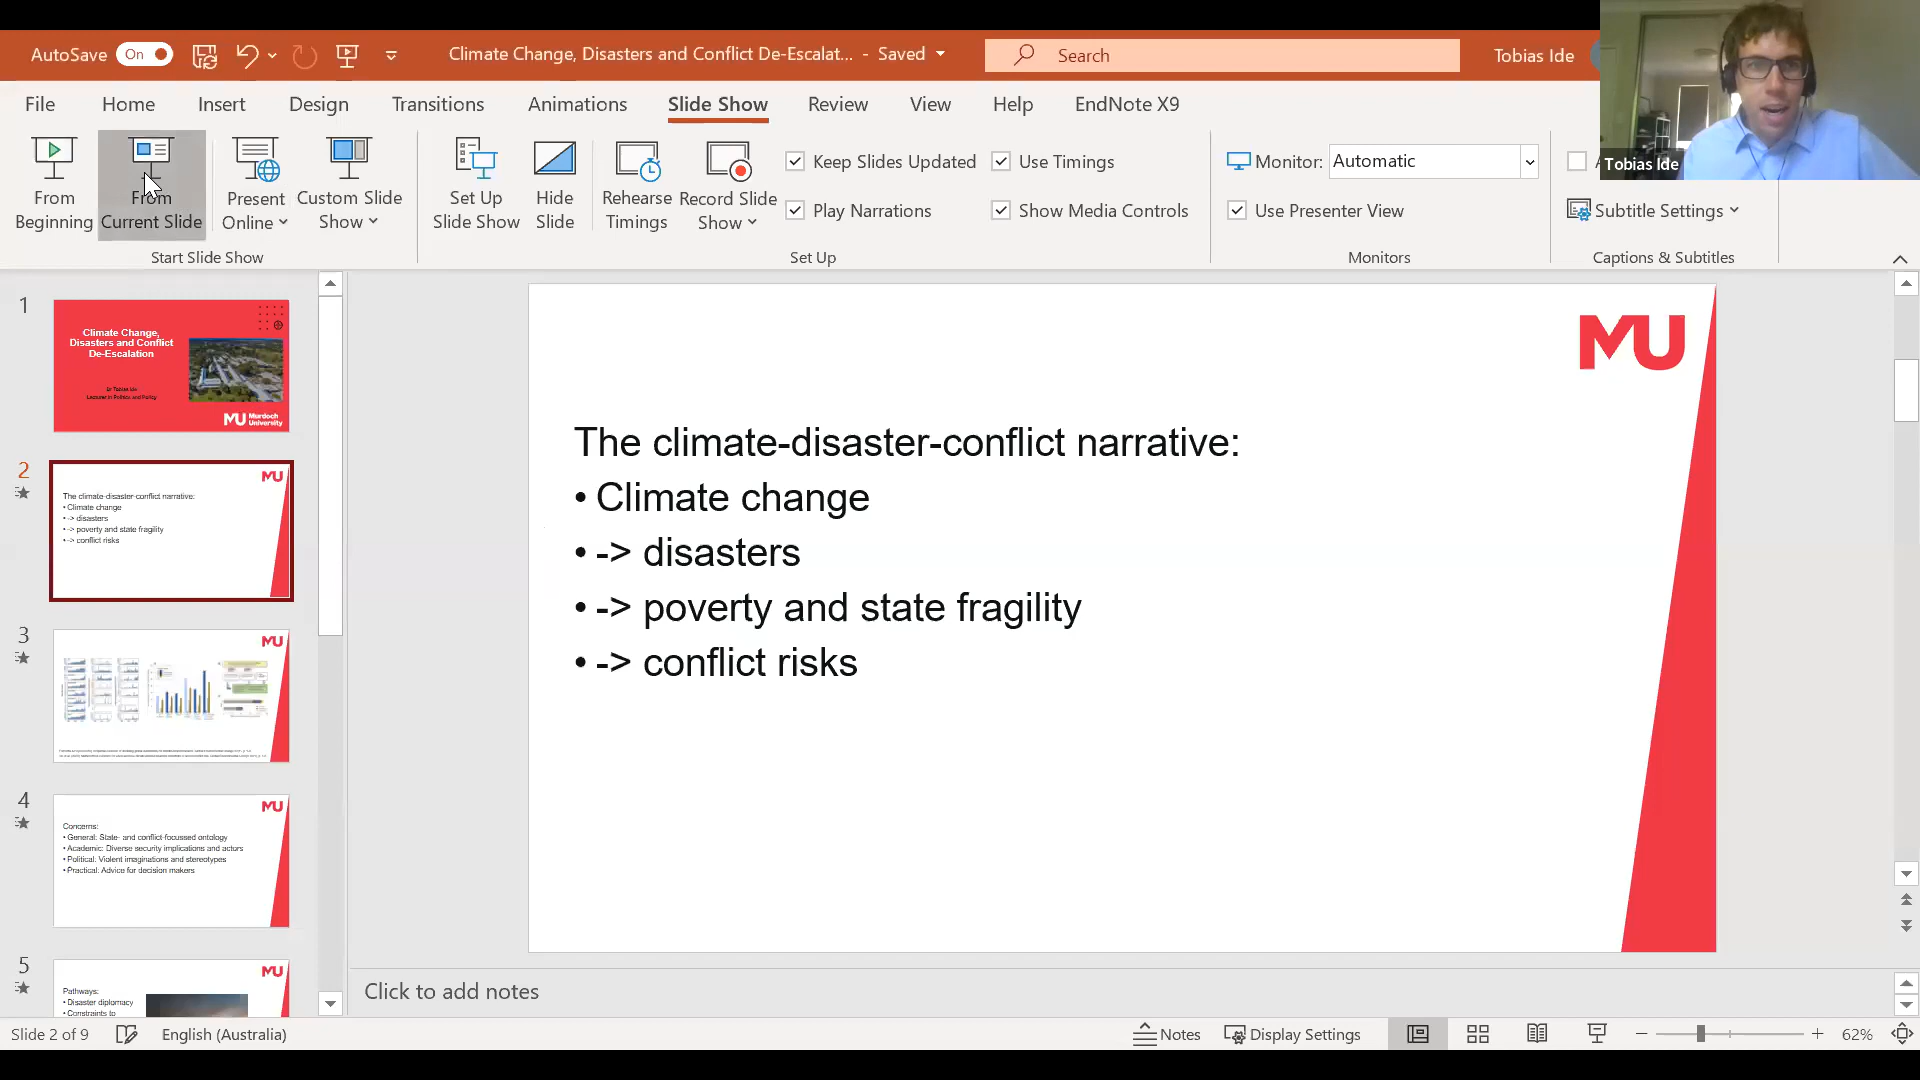 AutoSave On
Climate Change, Disasters and Conflict De-Escalat... - Saved
Search
Tobias Ide
File Home Insert Design Transitions Animations Slide Show Review View Help EndNote X9
From Beginning
From Current Slide
Present Online
Custom Slide Show
Set Up Slide Show
Hide Slide
Rehearse Timings
Record Slide Show
Keep Slides Updated
Use Timings
Play Narrations
Show Media Controls
Monitor: Automatic
Use Presenter View
Subtitle Settings
Start Slide Show
Set Up
Monitors
Captions & Subtitles
Tobias Ide
1
Climate Change,
Disasters and Conflict
De-Escalation
Dr Tobias Ide
Lecturer in Politics and Policy
MU Murdoch
University
2
MU
The climate-disaster-conflict narrative:
• Climate change
• -> disasters
• -> poverty and state fragility
• -> conflict risks
3
MU
4
MU
Concerns:
• General: State- and conflict-focussed ontology
• Academic: Diverse security implications and actors
• Political: Violent imaginations and stereotypes
• Practical: Advice for decision makers
5
MU
Pathways:
• Disaster diplomacy
• Constraints to
MU
The climate-disaster-conflict narrative:
• Climate change
• -> disasters
• -> poverty and state fragility
• -> conflict risks
Click to add notes
Slide 2 of 9
English (Australia)
Notes
Display Settings
62%